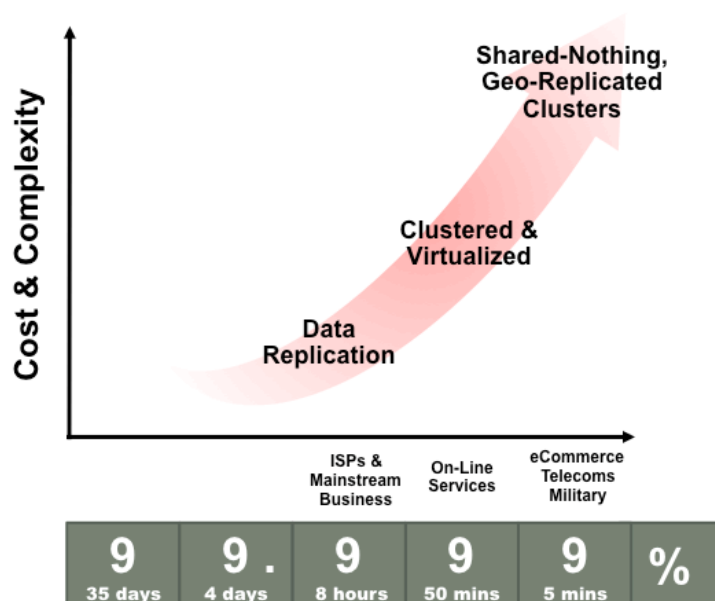 Shared-Nothing,
Geo-Replicated
Clusters
Cost & Complexity
Clustered &
Virtualized
Data
Replication
ISPs &
Mainstream
Business
On-Line
Services
eCommerce
Telecoms
Military
9 9 . 9 9 9 %
35 days 4 days 8 hours 50 mins 5 mins